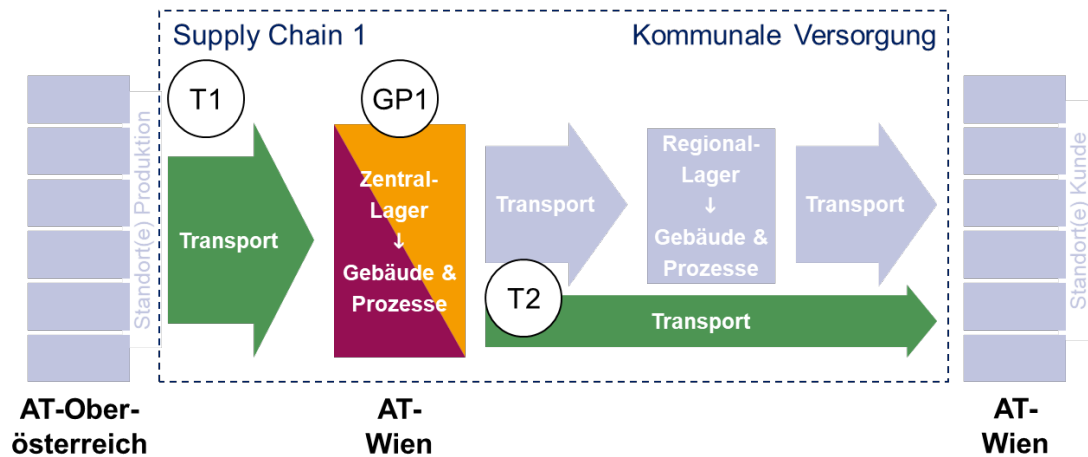 Supply Chain 1
Kommunale Versorgung
T1
GP1
Standort(e) Produktion
Transport
Zentral-
Lager
↓
Gebäude &
Prozesse
Transport
Regional-
Lager
↓
Gebäude &
Prozesse
Transport
T2
Transport
Standort(e) Kunde
AT-Ober-
österreich
AT-
Wien
AT-
Wien